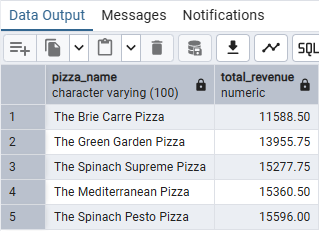 Data Output Messages Notifications
SQL
pizza_name total_revenue
character varying (100) numeric
1 The Brie Carre Pizza 11588.50
2 The Green Garden Pizza 13955.75
3 The Spinach Supreme Pizza 15277.75
4 The Mediterranean Pizza 15360.50
5 The Spinach Pesto Pizza 15596.00